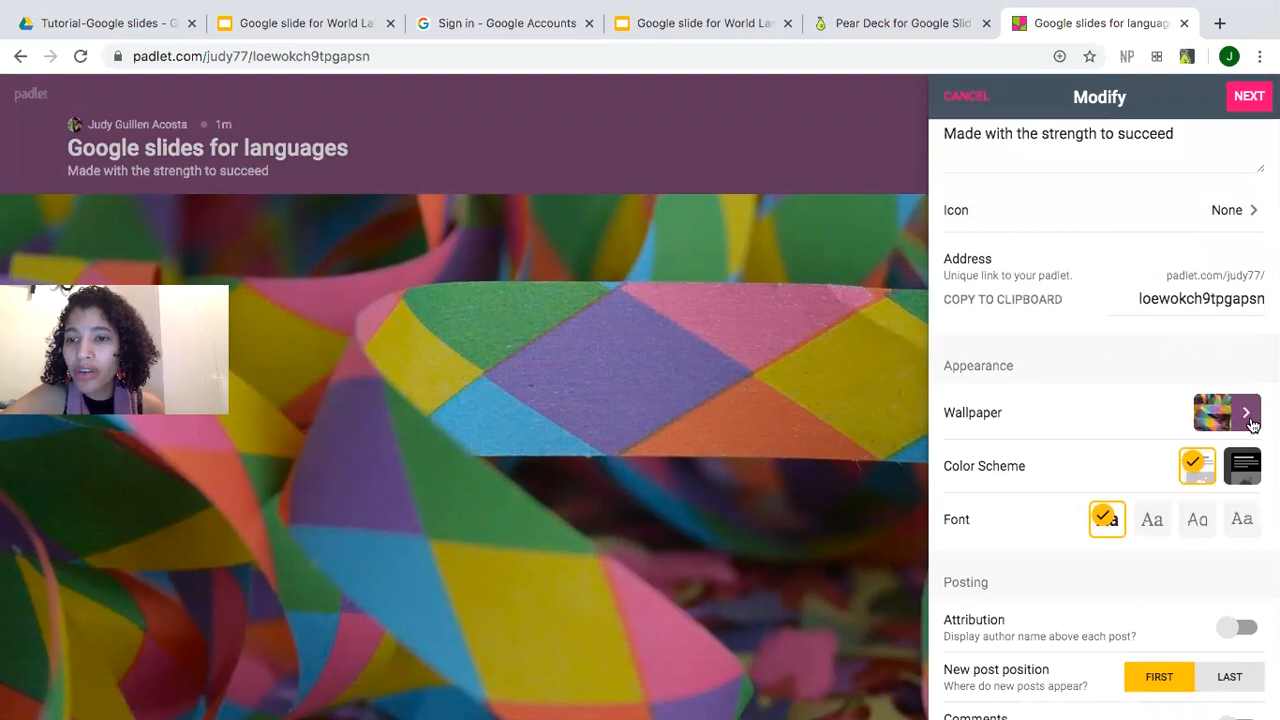 Tutorial-Google slides - G
Google slide for World La
Sign in - Google Accounts
Google slide for World La
Pear Deck for Google Slid
Google slides for languag
padlet.com/judy77/loewokch9tpgapsn
NP
J
padlet
Judy Guillen Acosta
1m
Google slides for languages
Made with the strength to succeed
CANCEL
Modify
NEXT
Made with the strength to succeed
Icon
None
Address
Unique link to your padlet.
padlet.com/judy77/
COPY TO CLIPBOARD
loewokch9tpgapsn
Appearance
Wallpaper
Color Scheme
Font
Aa
Aa
Aa
Posting
Attribution
Display author name above each post?
New post position
Where do new posts appear?
FIRST
LAST
Comments